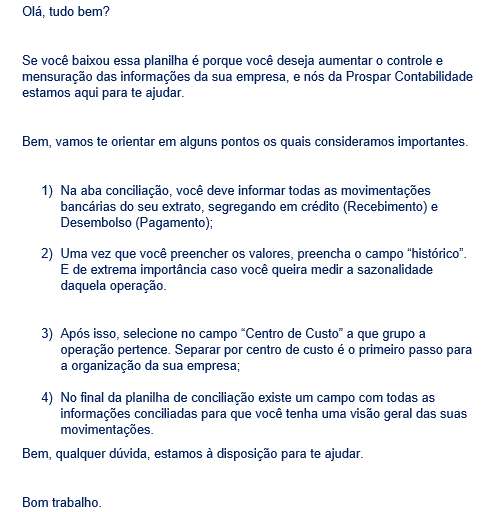 Olá, tudo bem?
Se você baixou essa planilha é porque você deseja aumentar o controle e
mensuração das informações da sua empresa, e nós da Prospar Contabilidade
estamos aqui para te ajudar.
Bem, vamos te orientar em alguns pontos os quais consideramos importantes.
1) Na aba conciliação, você deve informar todas as movimentações
bancárias do seu extrato, segregando em crédito (Recebimento) e
Desembolso (Pagamento);
2) Uma vez que você preencher os valores, preencha o campo “histórico”.
E de extrema importância caso você queira medir a sazonalidade
daquela operação.
3) Após isso, selecione no campo “Centro de Custo” a que grupo a
operação pertence. Separar por centro de custo é o primeiro passo para
a organização da sua empresa;
4) No final da planilha de conciliação existe um campo com todas as
informações conciliadas para que você tenha uma visão geral das suas
movimentações.
Bem, qualquer dúvida, estamos à disposição para te ajudar.
Bom trabalho.